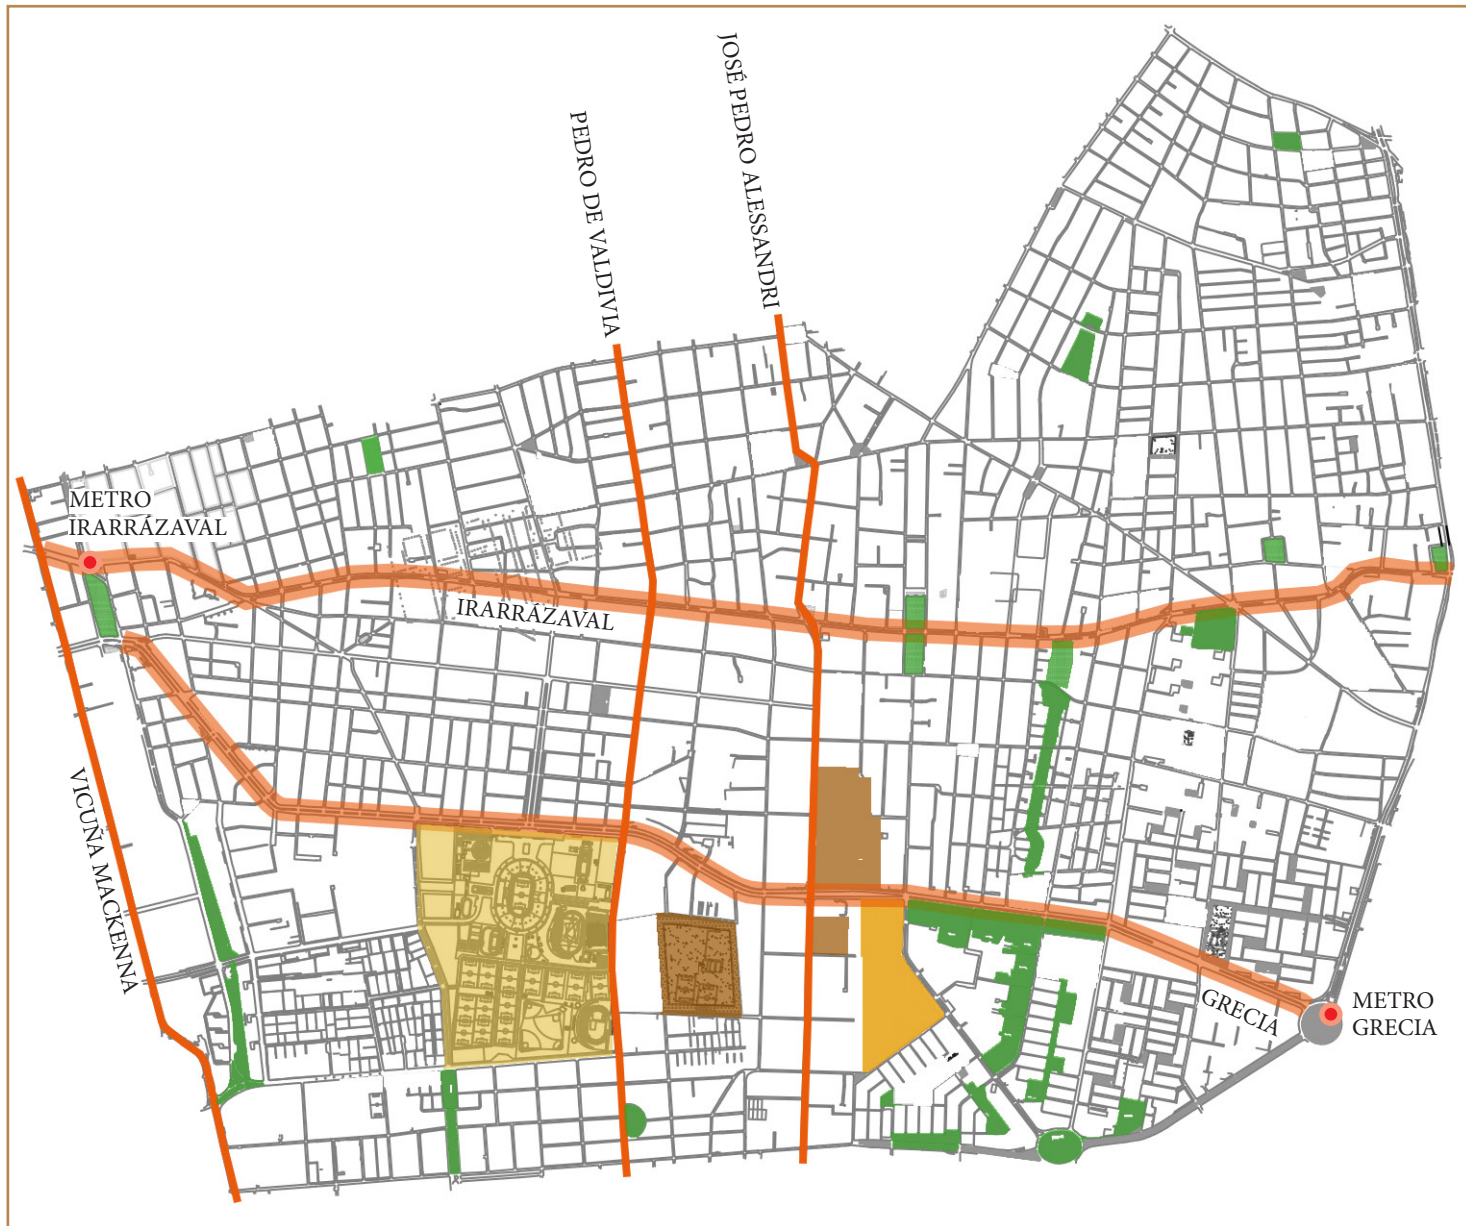 JOSÉ PEDRO ALESSANDRI
PEDRO DE VALDIVIA
METRO
IRARRÁZAVAL
IRARRÁZAVAL
VICUÑA MACKENNA
GRECIA
METRO
GRECIA